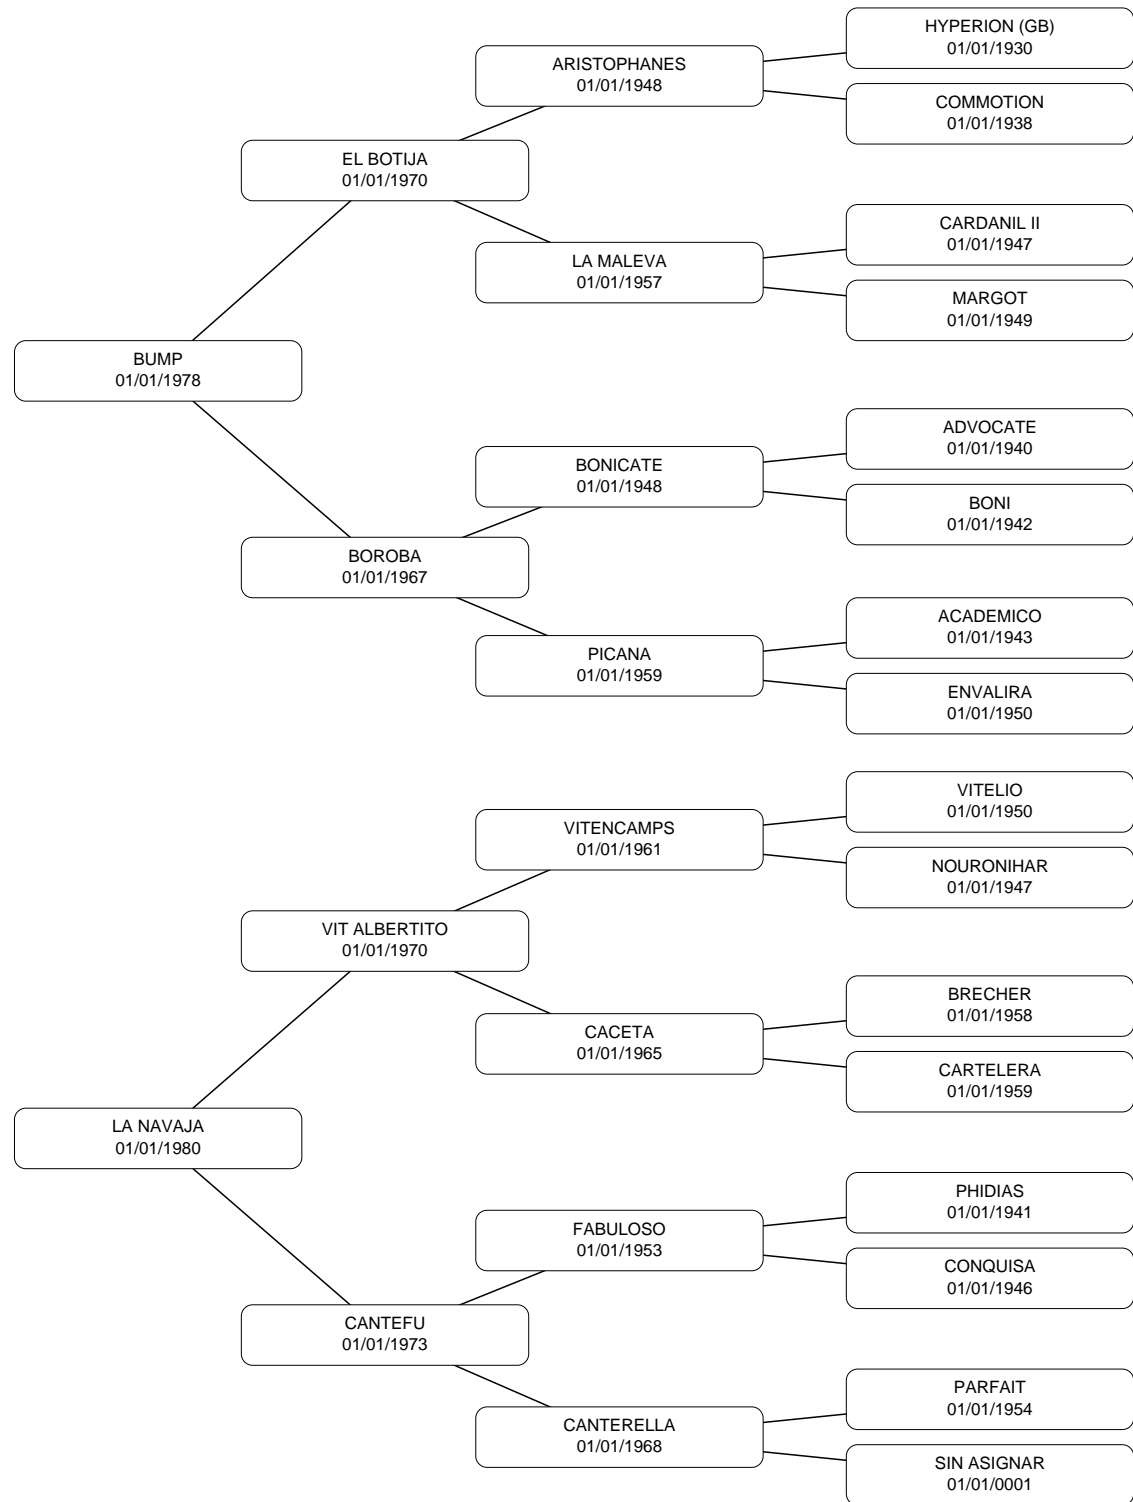 HYPERION (GB)
01/01/1930
ARISTOPHANES
01/01/1948
COMMOTION
01/01/1938
EL BOTIJA
01/01/1970
CARDANIL II
01/01/1947
LA MALEVA
01/01/1957
MARGOT
01/01/1949
BUMP
01/01/1978
ADVOCATE
01/01/1940
BONICATE
01/01/1948
BONI
01/01/1942
BOROBA
01/01/1967
ACADEMICO
01/01/1943
PICANA
01/01/1959
ENVALIRA
01/01/1950
VITELIO
01/01/1950
VITENCAMPS
01/01/1961
NOURONIHAR
01/01/1947
VIT ALBERTITO
01/01/1970
BRECHER
01/01/1958
CACETA
01/01/1965
CARTELERA
01/01/1959
LA NAVAJA
01/01/1980
PHIDIAS
01/01/1941
FABULOSO
01/01/1953
CONQUISA
01/01/1946
CANTEFU
01/01/1973
PARFAIT
01/01/1954
CANTERELLA
01/01/1968
SIN ASIGNAR
01/01/0001